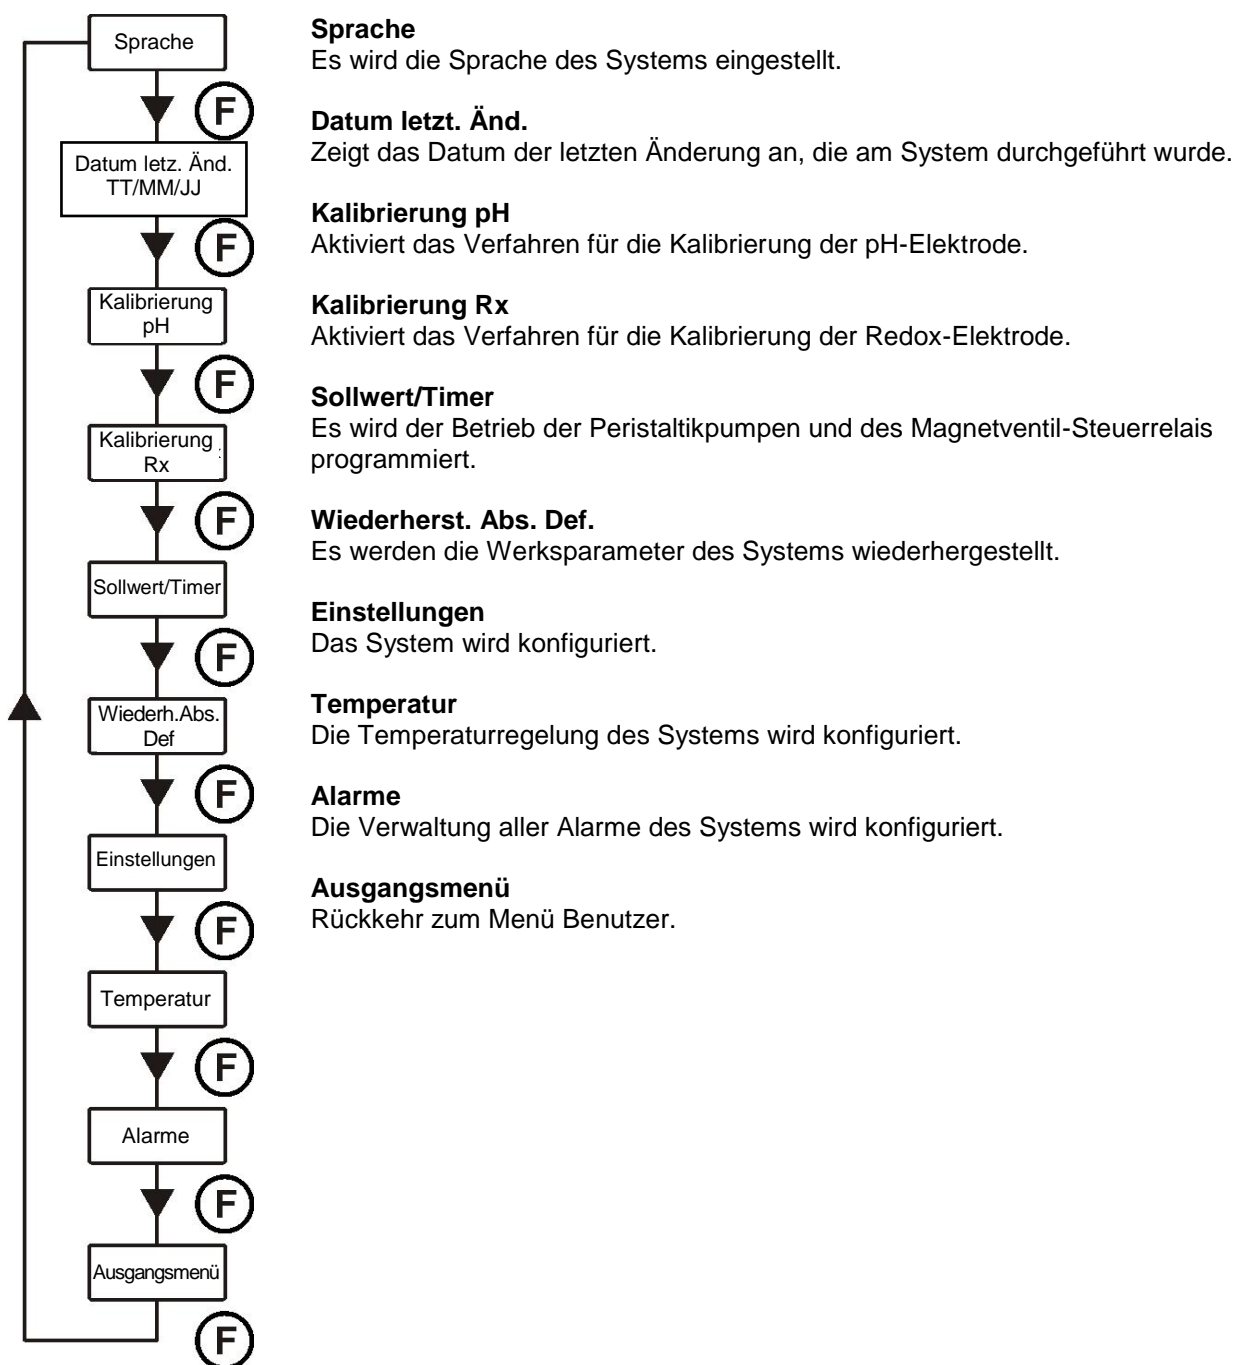 Sprache
F
Datum letz. Änd.
TT/MM/JJ
F
Kalibrierung
pH
F
Kalibrierung
Rx
F
Sollwert/Timer
F
Wiederh.Abs.
Def
F
Einstellungen
F
Temperatur
F
Alarme
F
Ausgangsmenü
F
Sprache
Es wird die Sprache des Systems eingestellt.
Datum letzt. Änd.
Zeigt das Datum der letzten Änderung an, die am System durchgeführt wurde.
Kalibrierung pH
Aktiviert das Verfahren für die Kalibrierung der pH-Elektrode.
Kalibrierung Rx
Aktiviert das Verfahren für die Kalibrierung der Redox-Elektrode.
Sollwert/Timer
Es wird der Betrieb der Peristaltikpumpen und des Magnetventil-Steuerrelais
programmiert.
Wiederherst. Abs. Def.
Es werden die Werksparameter des Systems wiederhergestellt.
Einstellungen
Das System wird konfiguriert.
Temperatur
Die Temperaturregelung des Systems wird konfiguriert.
Alarme
Die Verwaltung aller Alarme des Systems wird konfiguriert.
Ausgangsmenü
Rückkehr zum Menü Benutzer.